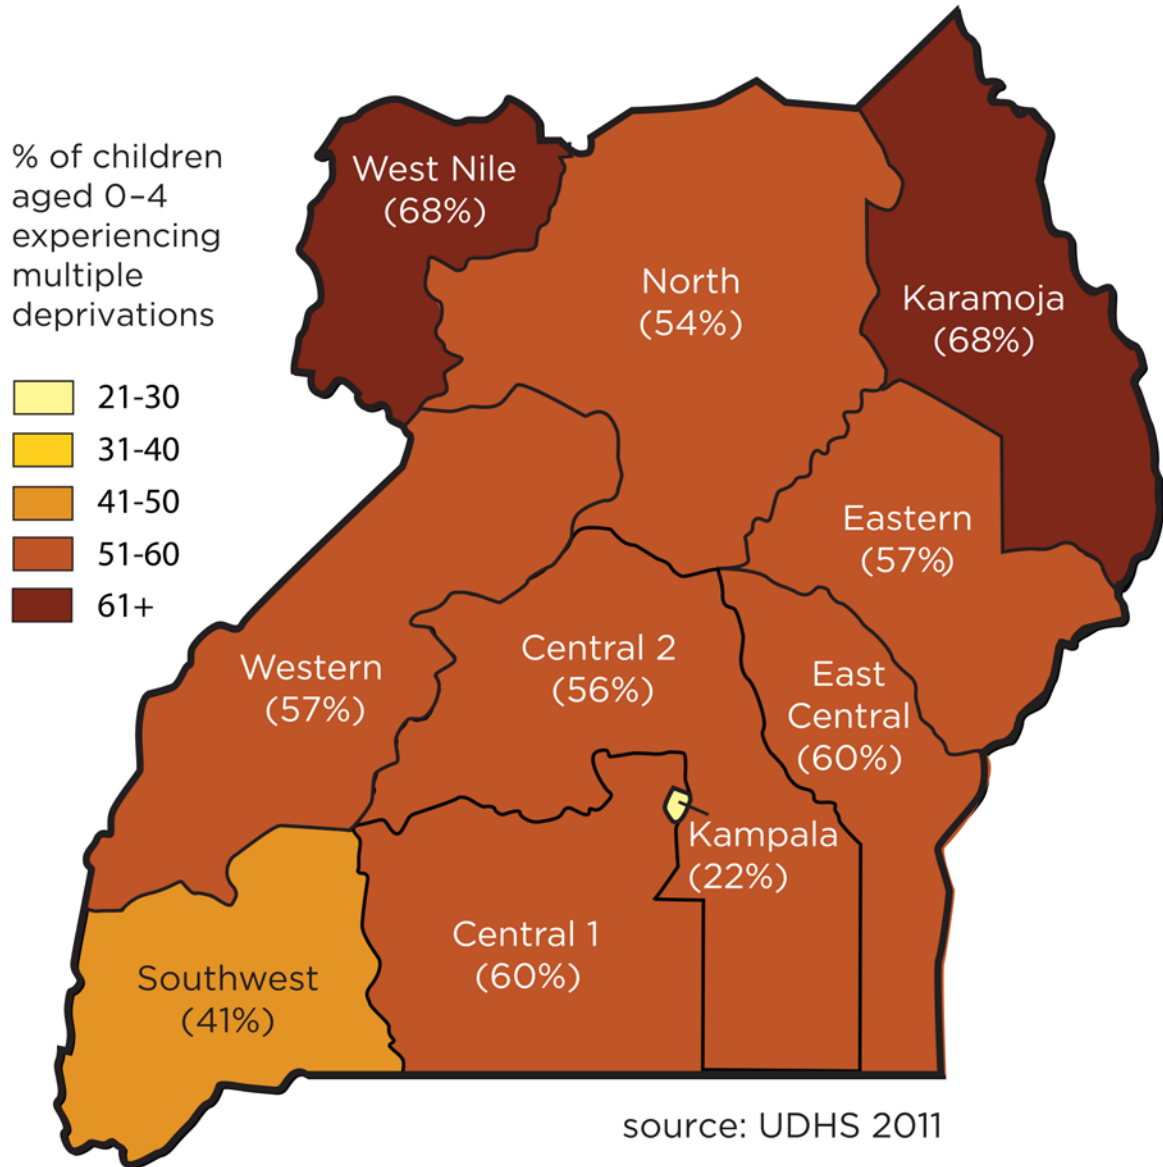 % of children
aged 0–4
experiencing
multiple
deprivations
21-30
31-40
41-50
51-60
61+
West Nile
(68%)
North
(54%)
Karamoja
(68%)
Eastern
(57%)
Western
(57%)
Central 2
(56%)
East
Central
(60%)
Kampala
(22%)
Central 1
(60%)
Southwest
(41%)
source: UDHS 2011